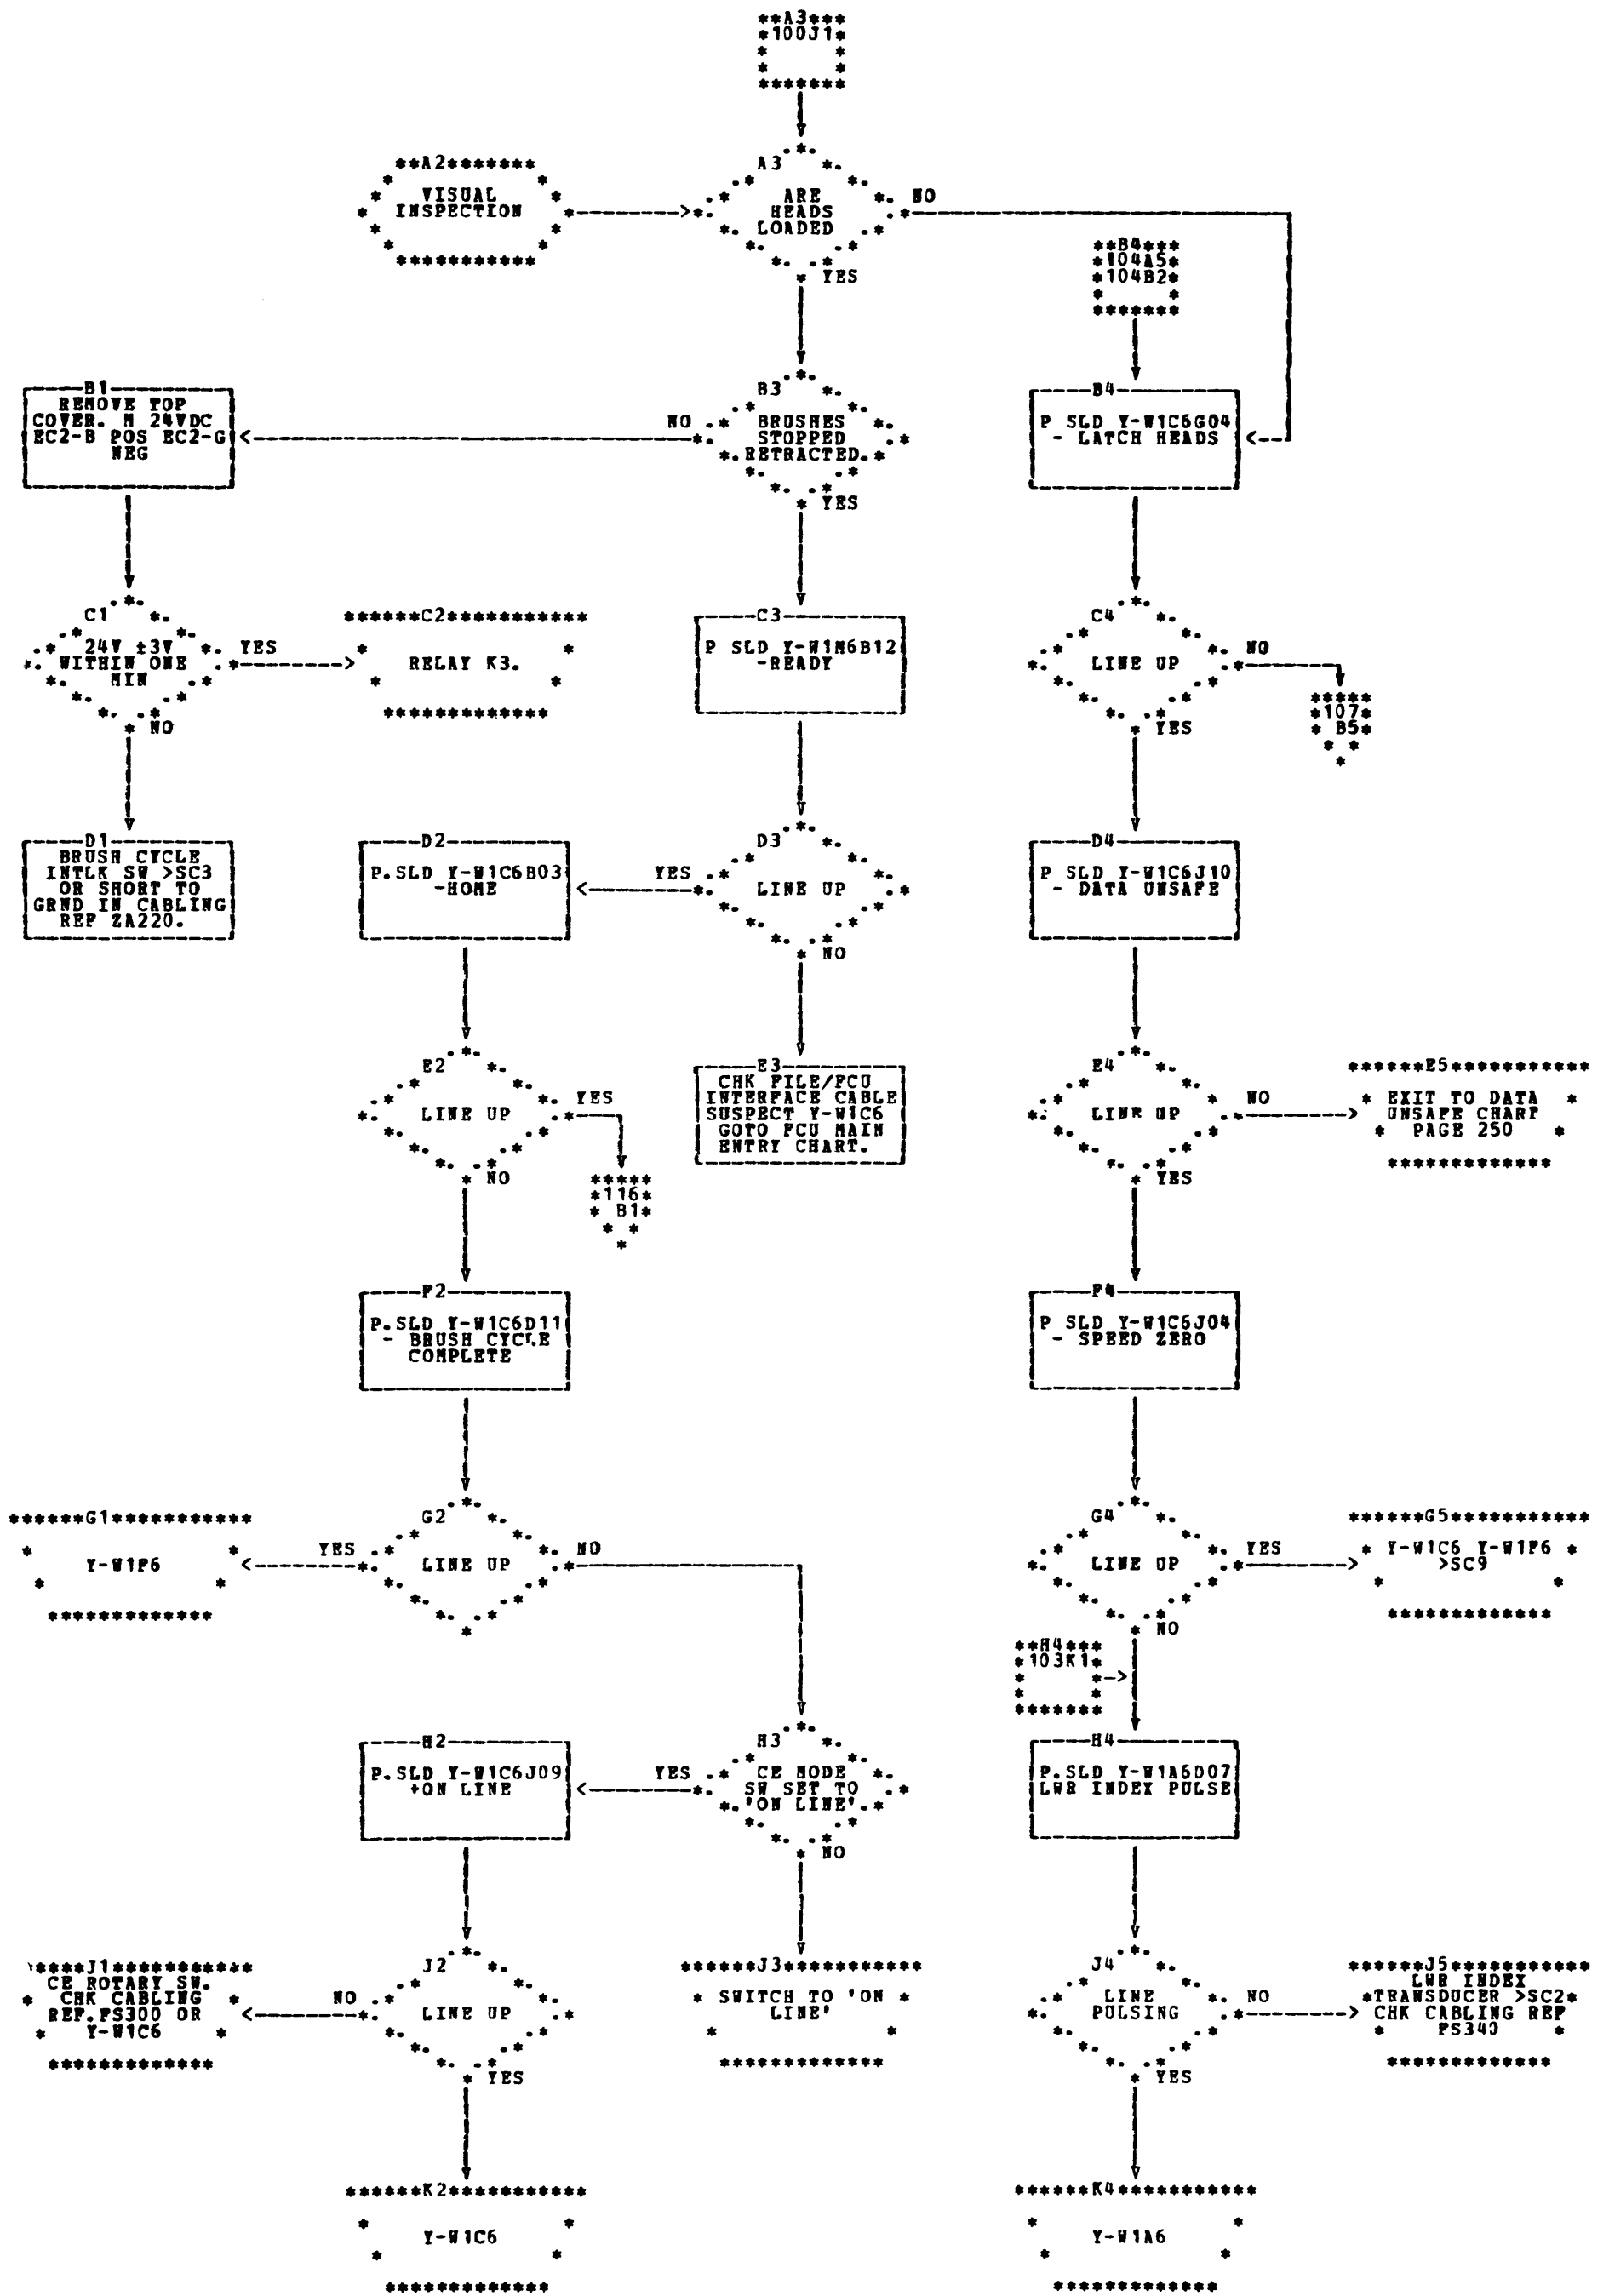 **A3***
*100J1*
A3
ARE
HEADS
LOADED
NO
YES
**A2*******
VISUAL
INSPECTION
**B4***
*104A5*
*104B2*
B1
REMOVE TOP
COVER. M 24VDC
EC2-B POS EC2-G
NEG
B3
BRUSHES
STOPPED
RETRACTED.
NO
YES
B4
P SLD Y-W1C6G04
- LATCH HEADS
C1
24V ±3V
WITHIN ONE
MIN
YES
NO
******C2***********
RELAY K3.
C3
P SLD Y-W1M6B12
-READY
C4
LINE UP
NO
YES
*107*
* B5*
D1
BRUSH CYCLE
INTLK SW >SC3
OR SHORT TO
GRND IN CABLING
REF ZA220.
D2
P.SLD Y-W1C6B03
-HOME
D3
LINE UP
YES
NO
D4
P SLD Y-W1C6J10
- DATA UNSAFE
E2
LINE UP
YES
NO
*116*
* B1*
E3
CHK FILE/FCU
INTERFACE CABLE
SUSPECT Y-W1C6
GOTO FCU MAIN
ENTRY CHART.
E4
LINE UP
NO
YES
******E5***********
* EXIT TO DATA *
UNSAFE CHART
* PAGE 250 *
F2
P.SLD Y-W1C6D11
- BRUSH CYCLE
COMPLETE
F4
P SLD Y-W1C6J04
- SPEED ZERO
******G1***********
Y-W1F6
G2
LINE UP
YES
NO
G4
LINE UP
YES
NO
******G5***********
* Y-W1C6 Y-W1F6 *
>SC9
**H4***
*103K1*
H2
P.SLD Y-W1C6J09
+ON LINE
H3
CE MODE
SW SET TO
'ON LINE'.
YES
NO
H4
P.SLD Y-W1A6D07
LWR INDEX PULSE
*****J1***********
CE ROTARY SW.
* CHK CABLING *
REF.FS300 OR
* Y-W1C6 *
J2
LINE UP
NO
YES
******J3***********
* SWITCH TO 'ON *
LINE'
J4
LINE
PULSING
NO
YES
******J5***********
LWR INDEX
*TRANSDUCER >SC2*
CHK CABLING REF
* FS340 *
******K2***********
Y-W1C6
******K4***********
Y-W1A6